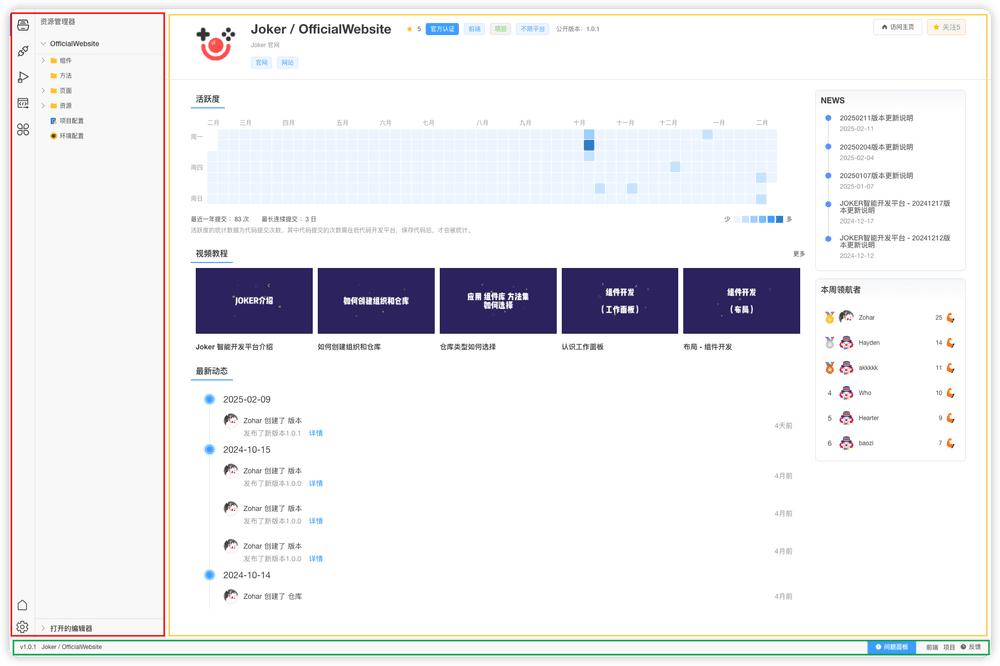 资源管理器
OfficialWebsite
组件
方法
页面
资源
项目配置
环境配置
打开的编辑器
Joker / OfficialWebsite
5
官方认证
前端
项目
不限平台
公开版本： 1.0.1
Joker 官网
官网
网站
访问主页
关注5
活跃度
二月 三月 四月 五月 六月 七月 八月 九月 十月 十一月 十二月 一月 二月
周一
周四
周日
最近一年提交： 83 次 最长连续提交： 3 日
少 多
活跃度的统计数据为代码提交次数，其中代码提交的次数需在低代码开发平台，保存代码后，才会被统计。
视频教程
更多
JOKER介绍
如何创建组织和仓库
应用 组件库 方法集
如何选择
组件开发
（工作面板）
组件开发
（布局）
Joker 智能开发平台介绍
如何创建组织和仓库
仓库类型如何选择
认识工作面板
布局 - 组件开发
最新动态
2025-02-09
Zohar 创建了 版本
发布了新版本1.0.1 详情
4天前
2024-10-15
Zohar 创建了 版本
发布了新版本1.0.0 详情
4月前
Zohar 创建了 版本
发布了新版本1.0.0 详情
4月前
Zohar 创建了 版本
发布了新版本1.0.0 详情
4月前
2024-10-14
Zohar 创建了 仓库
4月前
NEWS
20250211版本更新说明
2025-02-11
20250204版本更新说明
2025-02-04
20250107版本更新说明
2025-01-07
JOKER智能开发平台 - 20241217版
本更新说明
2024-12-17
JOKER智能开发平台 - 20241212版
本更新说明
2024-12-12
本周领航者
Zohar 25
Hayden 14
akkkkk 11
4 Who 10
5 Hearter 9
6 baozi 7
v1.0.1 Joker / OfficialWebsite
问题面板
前端 项目 反馈